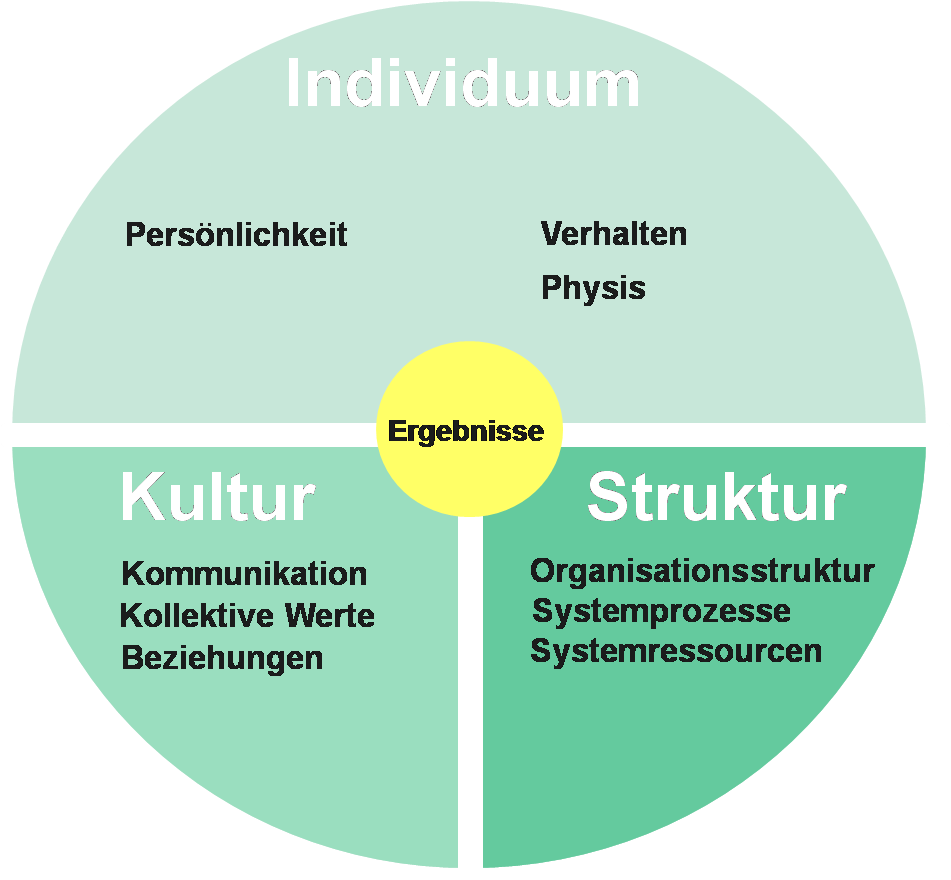 Individuum
Persönlichkeit
Verhalten
Physis
Ergebnisse
Kultur
Kommunikation
Kollektive Werte
Beziehungen
Struktur
Organisationsstruktur
Systemprozesse
Systemressourcen